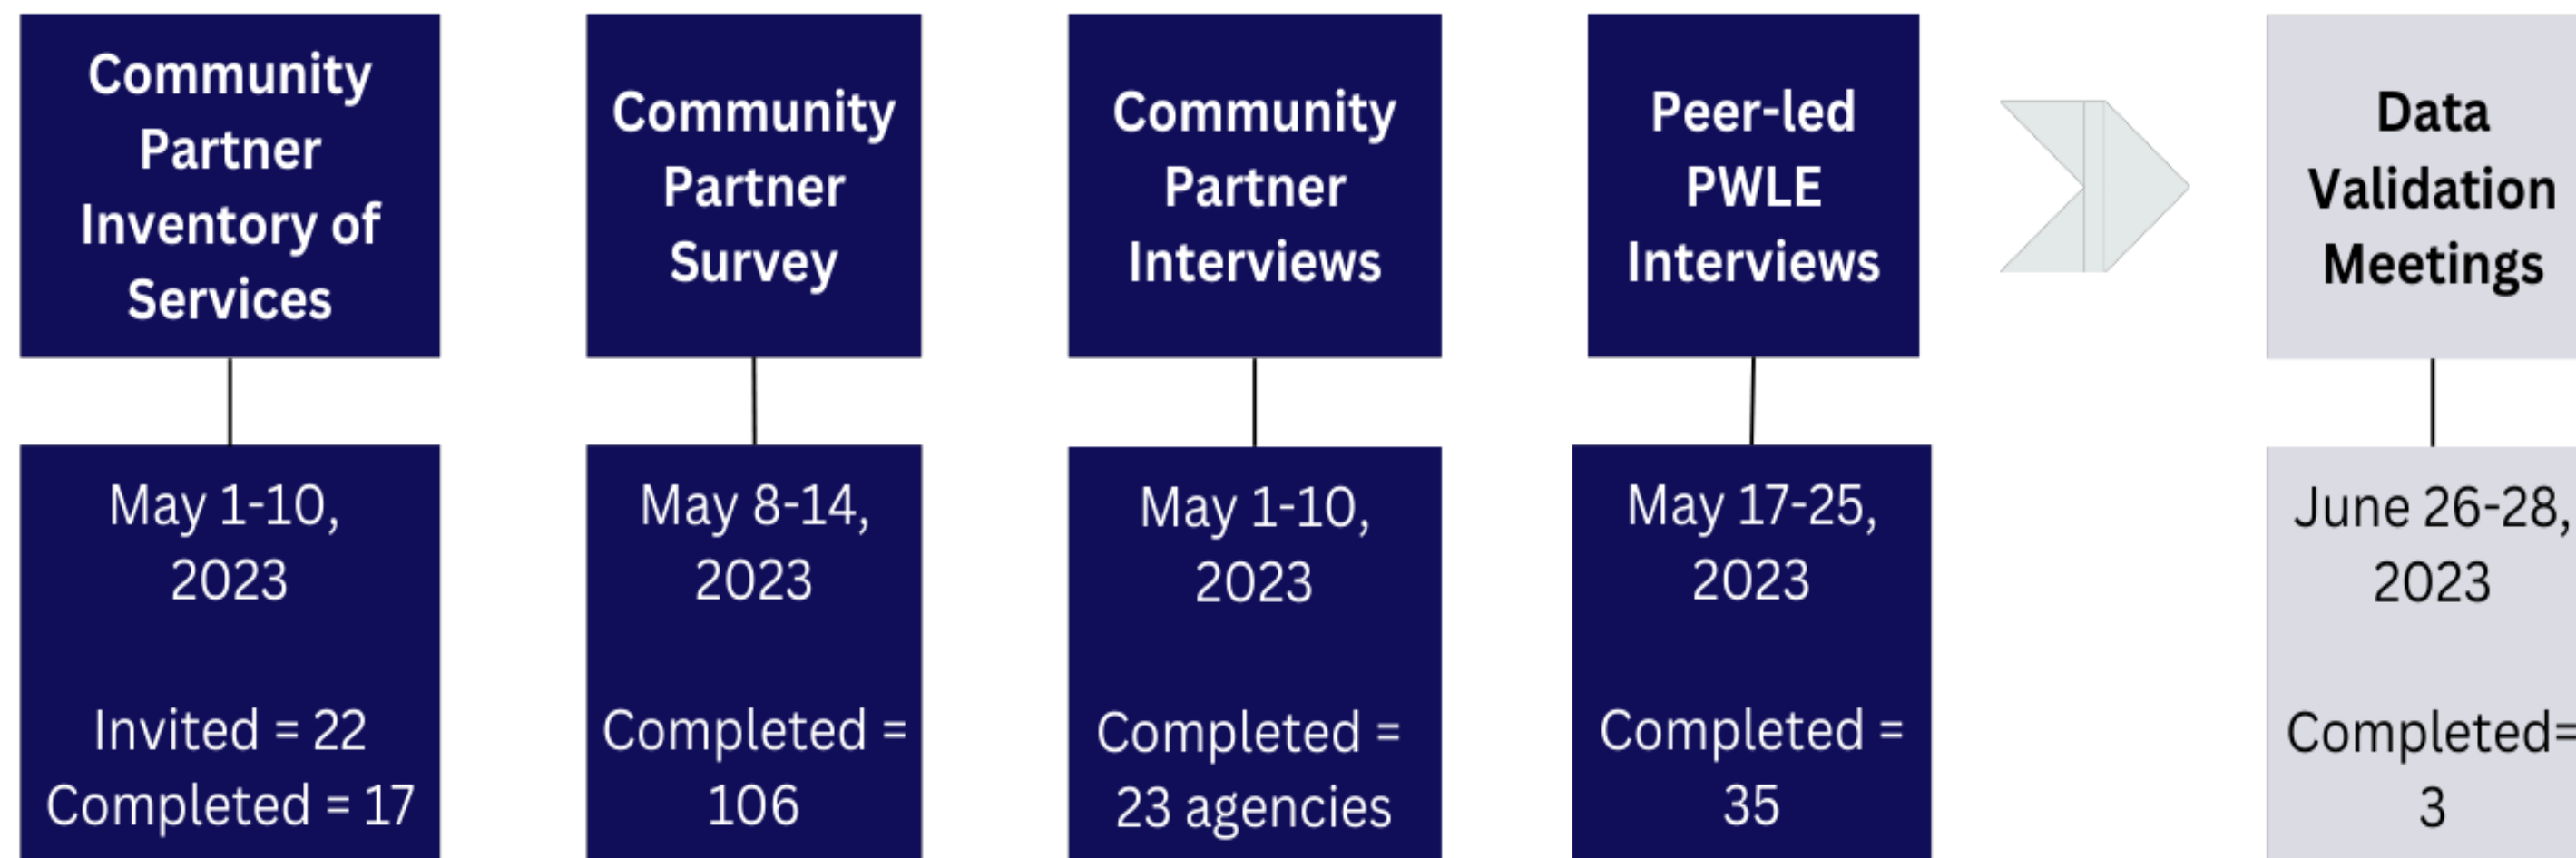 Community
Partner
Inventory of
Services
May 1-10,
2023
Invited = 22
Completed = 17
Community
Partner
Survey
May 8-14,
2023
Completed =
106
Community
Partner
Interviews
May 1-10,
2023
Completed =
23 agencies
Peer-led
PWLE
Interviews
May 17-25,
2023
Completed =
35
Data
Validation
Meetings
June 26-28,
2023
Completed=
3